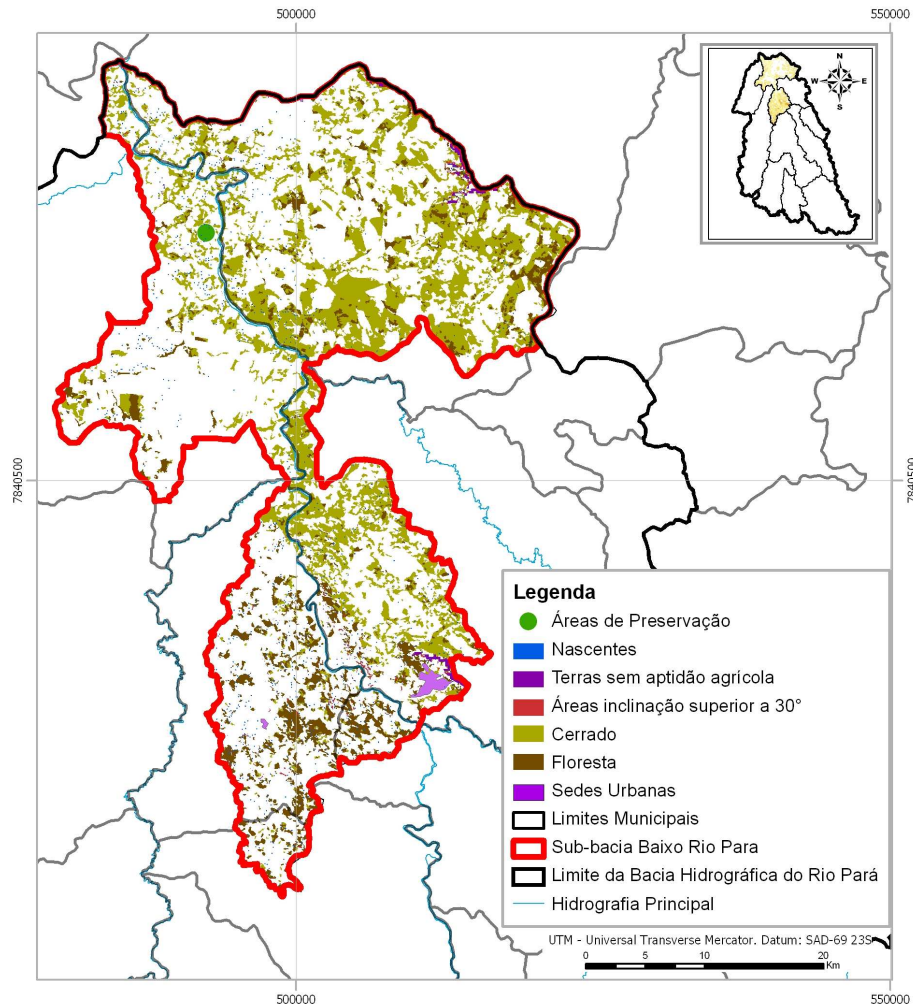 500000
550000
N
W
E
S
7840500
7840500
Legenda
Áreas de Preservação
Nascentes
Terras sem aptidão agrícola
Áreas inclinação superior a 30°
Cerrado
Floresta
Sedes Urbanas
Limites Municipais
Sub-bacia Baixo Rio Para
Limite da Bacia Hidrográfica do Rio Pará
Hidrografia Principal
UTM - Universal Transverse Mercator. Datum: SAD-69 23S
0 5 10 20
Km
500000
550000